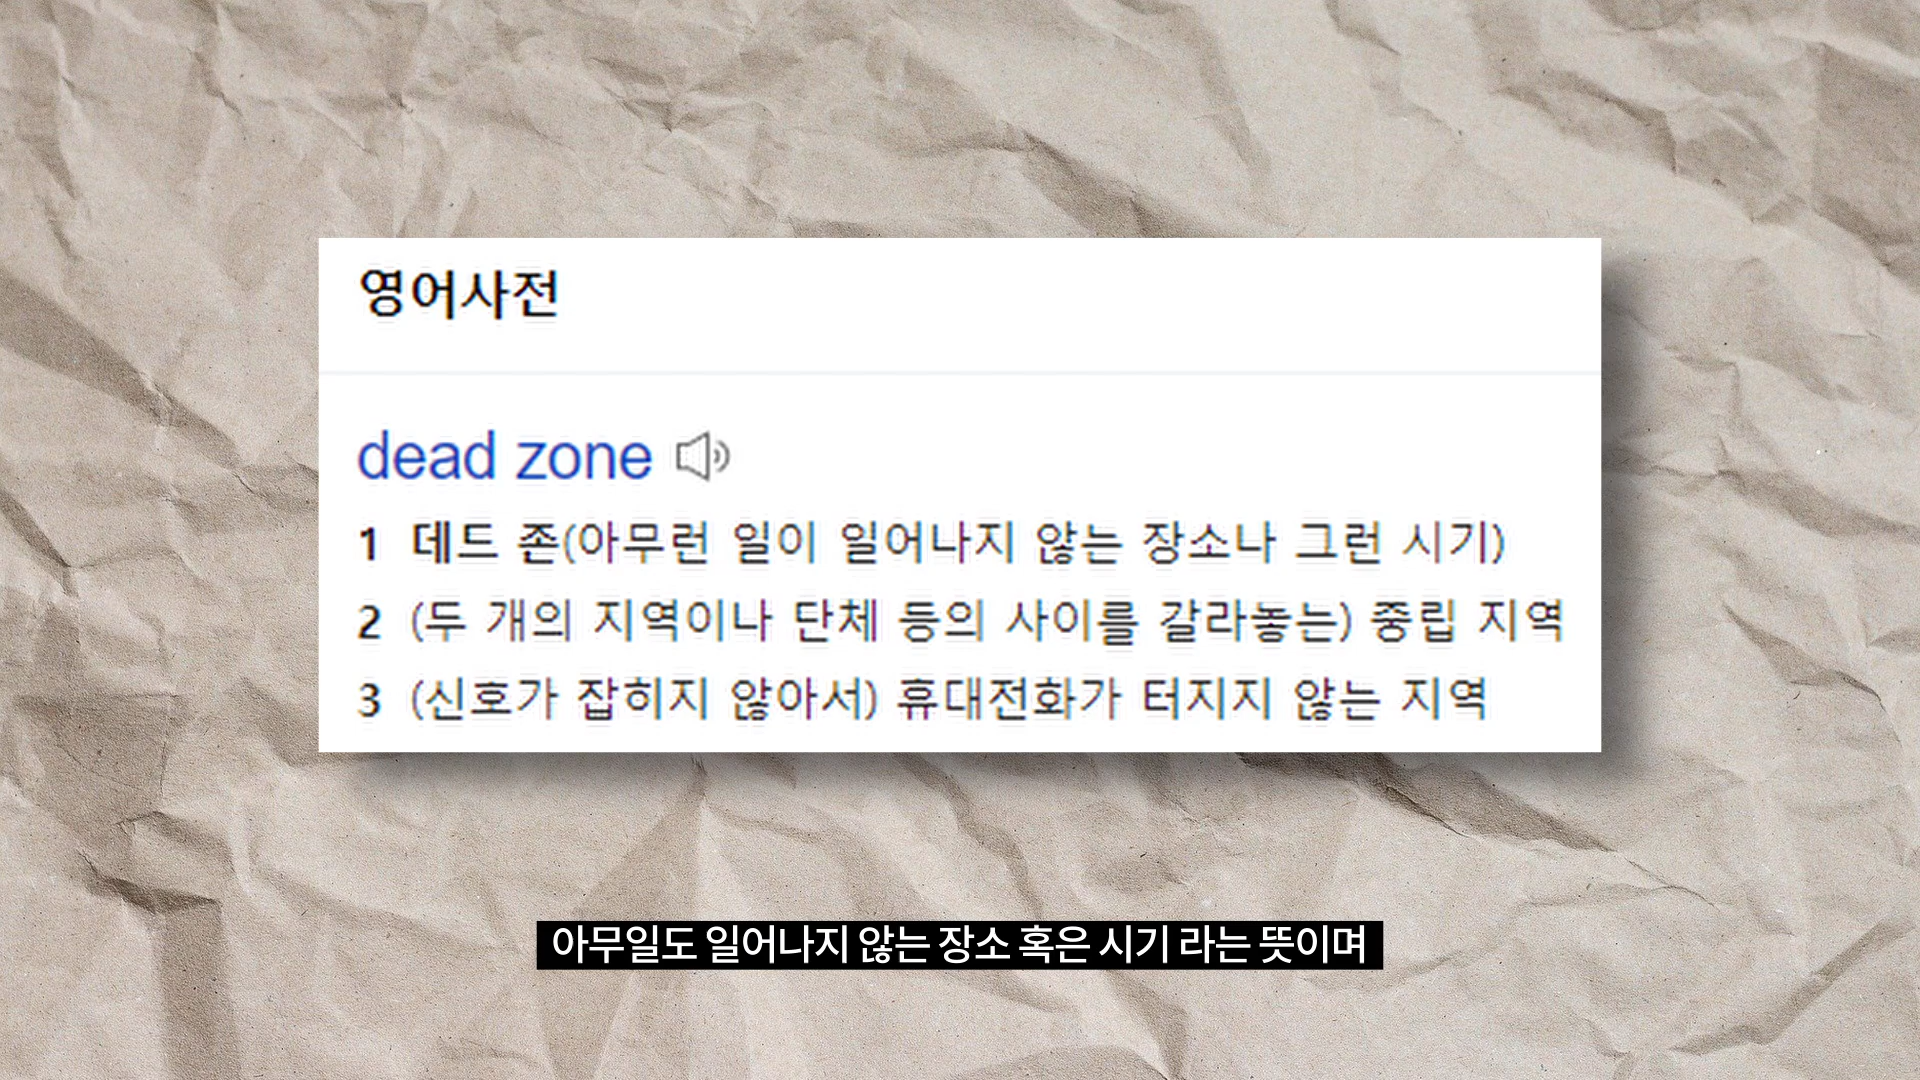 영어사전
dead zone
1 데드 존(아무런 일이 일어나지 않는 장소나 그런 시기)
2 (두 개의 지역이나 단체 등의 사이를 갈라놓는) 중립 지역
3 (신호가 잡히지 않아서) 휴대전화가 터지지 않는 지역
아무일도 일어나지 않는 장소 혹은 시기 라는 뜻이며